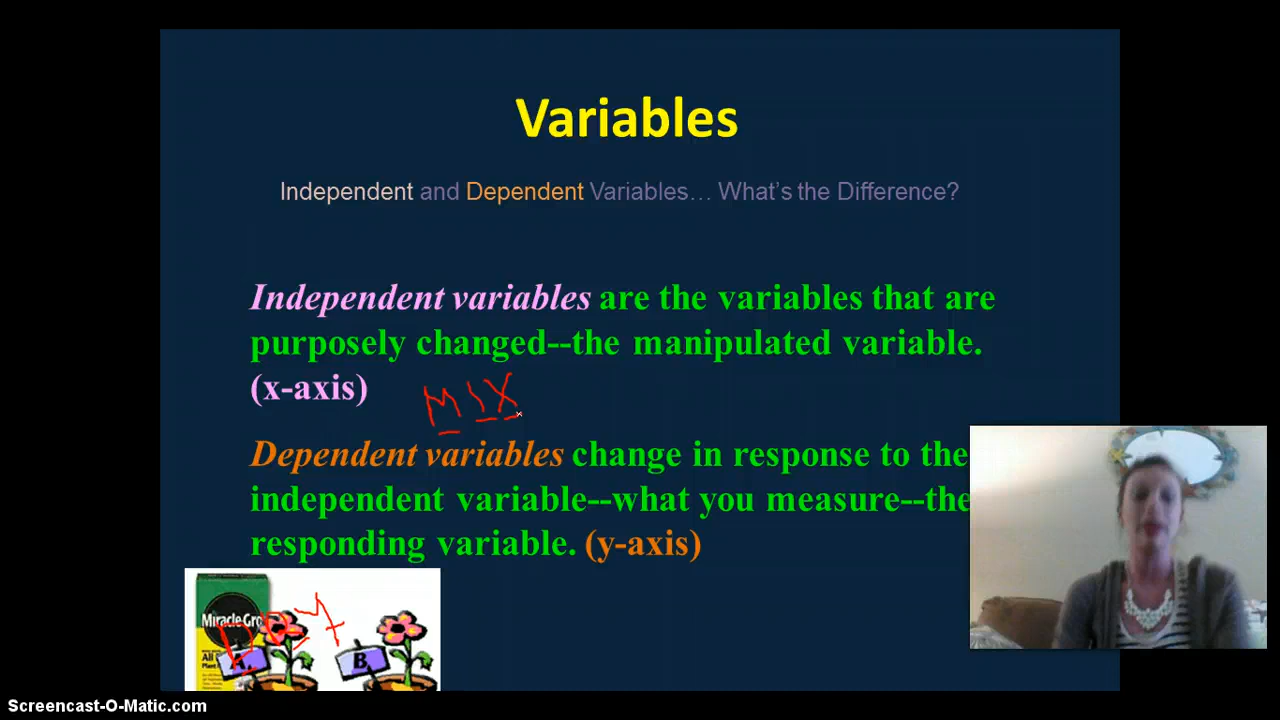 Variables
Independent and Dependent Variables... What's the Difference?
Independent variables are the variables that are
purposely changed--the manipulated variable.
(x-axis)
MIX
Dependent variables change in response to the
independent variable--what you measure--the
responding variable. (y-axis)
Miracle-Gro
DRY
A.
B.
All
Screencast-O-Matic.com